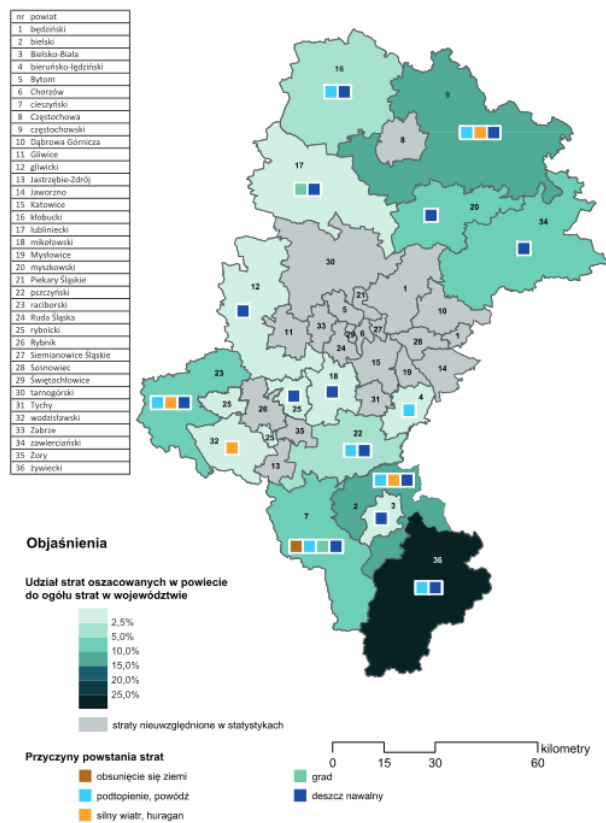 nr powiat
1 będziński
2 bielski
3 Bielsko-Biała
4 bieruńsko-lędziński
5 Bytom
6 Chorzów
7 cieszyński
8 Częstochowa
9 częstochowski
10 Dąbrowa Górnicza
11 Gliwice
12 gliwicki
13 Jastrzębie-Zdrój
14 Jaworzno
15 Katowice
16 kłobucki
17 lubliniecki
18 mikołowski
19 Mysłowice
20 myszkowski
21 Piekary Śląskie
22 pszczyński
23 raciborski
24 Ruda Śląska
25 rybnicki
26 Rybnik
27 Siemianowice Śląskie
28 Sosnowiec
29 Świętochłowice
30 tarnogórski
31 Tychy
32 wodzisławski
33 Zabrze
34 zawierciański
35 Żory
36 żywiecki
16
9
8
17
20
34
30
12
1
21
10
5
11
33
29
6
27
28
1
24
15
19
14
23
18
4
25
26
25
31
35
22
32
25
13
7
2
3
36
Objaśnienia
Udział strat oszacowanych w powiecie
do ogółu strat w województwie
2,5%
5,0%
10,0%
15,0%
20,0%
25,0%
straty nieuwzględnione w statystykach
Przyczyny powstania strat
obsunięcie się ziemi
grad
podtopienie, powódź
deszcz nawalny
silny wiatr, huragan
kilometry
0 15 30 60